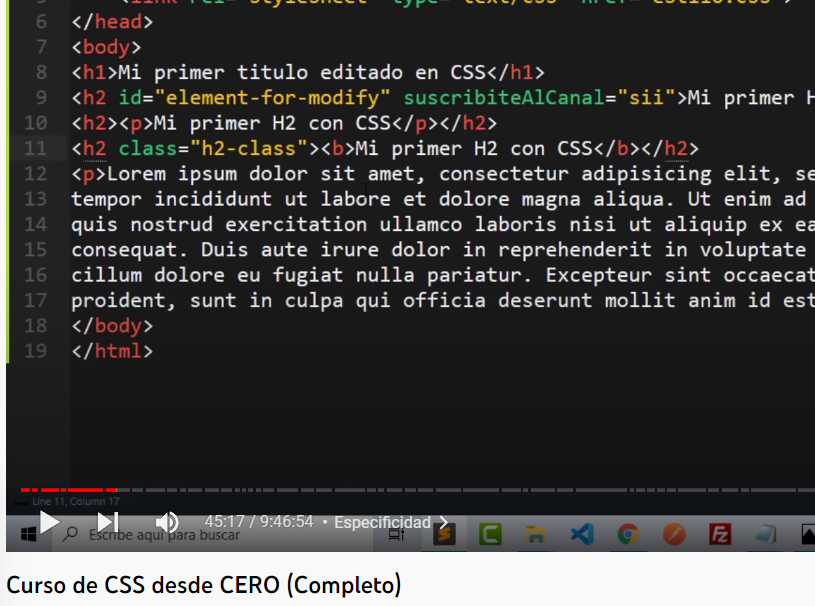 5 <link rel="stylesheet" type="text/css" href="estilo.css">
6 </head>
7 <body>
8 <h1>Mi primer titulo editado en CSS</h1>
9 <h2 id="element-for-modify" suscribiteAlCanal="sii">Mi primer H
10 <h2><p>Mi primer H2 con CSS</p></h2>
11 <h2 class="h2-class"><b>Mi primer H2 con CSS</b></h2>
12 <p>Lorem ipsum dolor sit amet, consectetur adipisicing elit, se
13 tempor incididunt ut labore et dolore magna aliqua. Ut enim ad
14 quis nostrud exercitation ullamco laboris nisi ut aliquip ex ea
15 consequat. Duis aute irure dolor in reprehenderit in voluptate
16 cillum dolore eu fugiat nulla pariatur. Excepteur sint occaecat
17 proident, sunt in culpa qui officia deserunt mollit anim id est
18 </body>
19 </html>
Line 11, Column 17
45:17 / 9:46:54 • Especificidad >
Escribe aquí para buscar
Curso de CSS desde CERO (Completo)